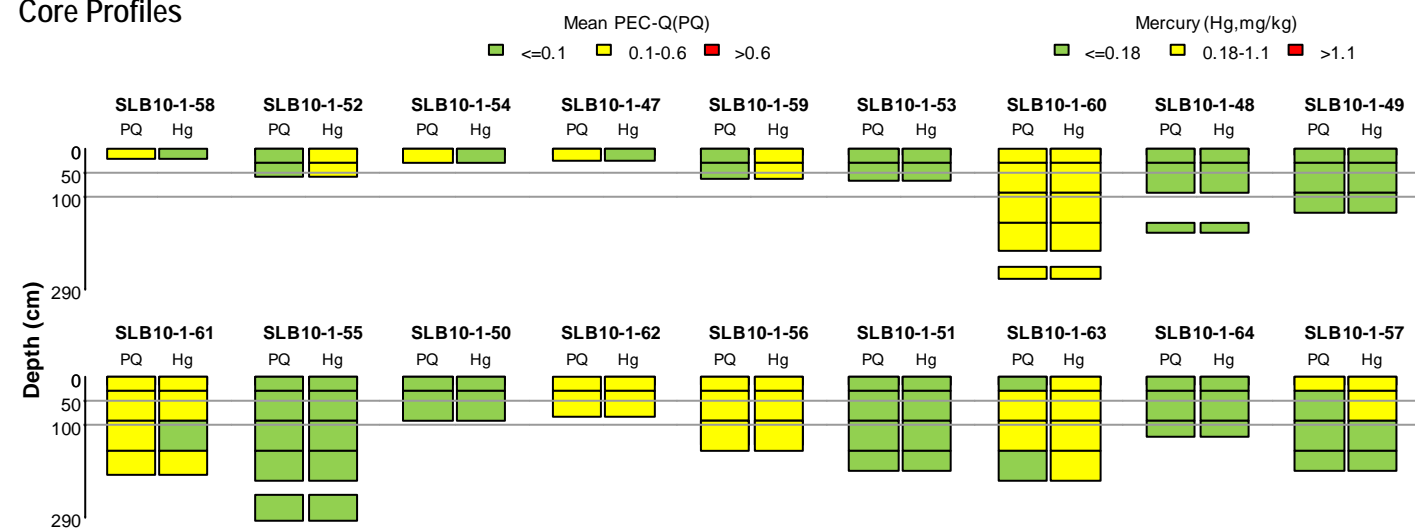 Core Profiles
Mean PEC-Q(PQ) Mercury (Hg,mg/kg)
<=0.1 0.1-0.6 >0.6 <=0.18 0.18-1.1 >1.1
SLB10-1-58 SLB10-1-52 SLB10-1-54 SLB10-1-47 SLB10-1-59 SLB10-1-53 SLB10-1-60 SLB10-1-48 SLB10-1-49
PQ Hg PQ Hg PQ Hg PQ Hg PQ Hg PQ Hg PQ Hg PQ Hg PQ Hg
0
50
100
290
Depth (cm)
SLB10-1-61 SLB10-1-55 SLB10-1-50 SLB10-1-62 SLB10-1-56 SLB10-1-51 SLB10-1-63 SLB10-1-64 SLB10-1-57
PQ Hg PQ Hg PQ Hg PQ Hg PQ Hg PQ Hg PQ Hg PQ Hg PQ Hg
0
50
100
290